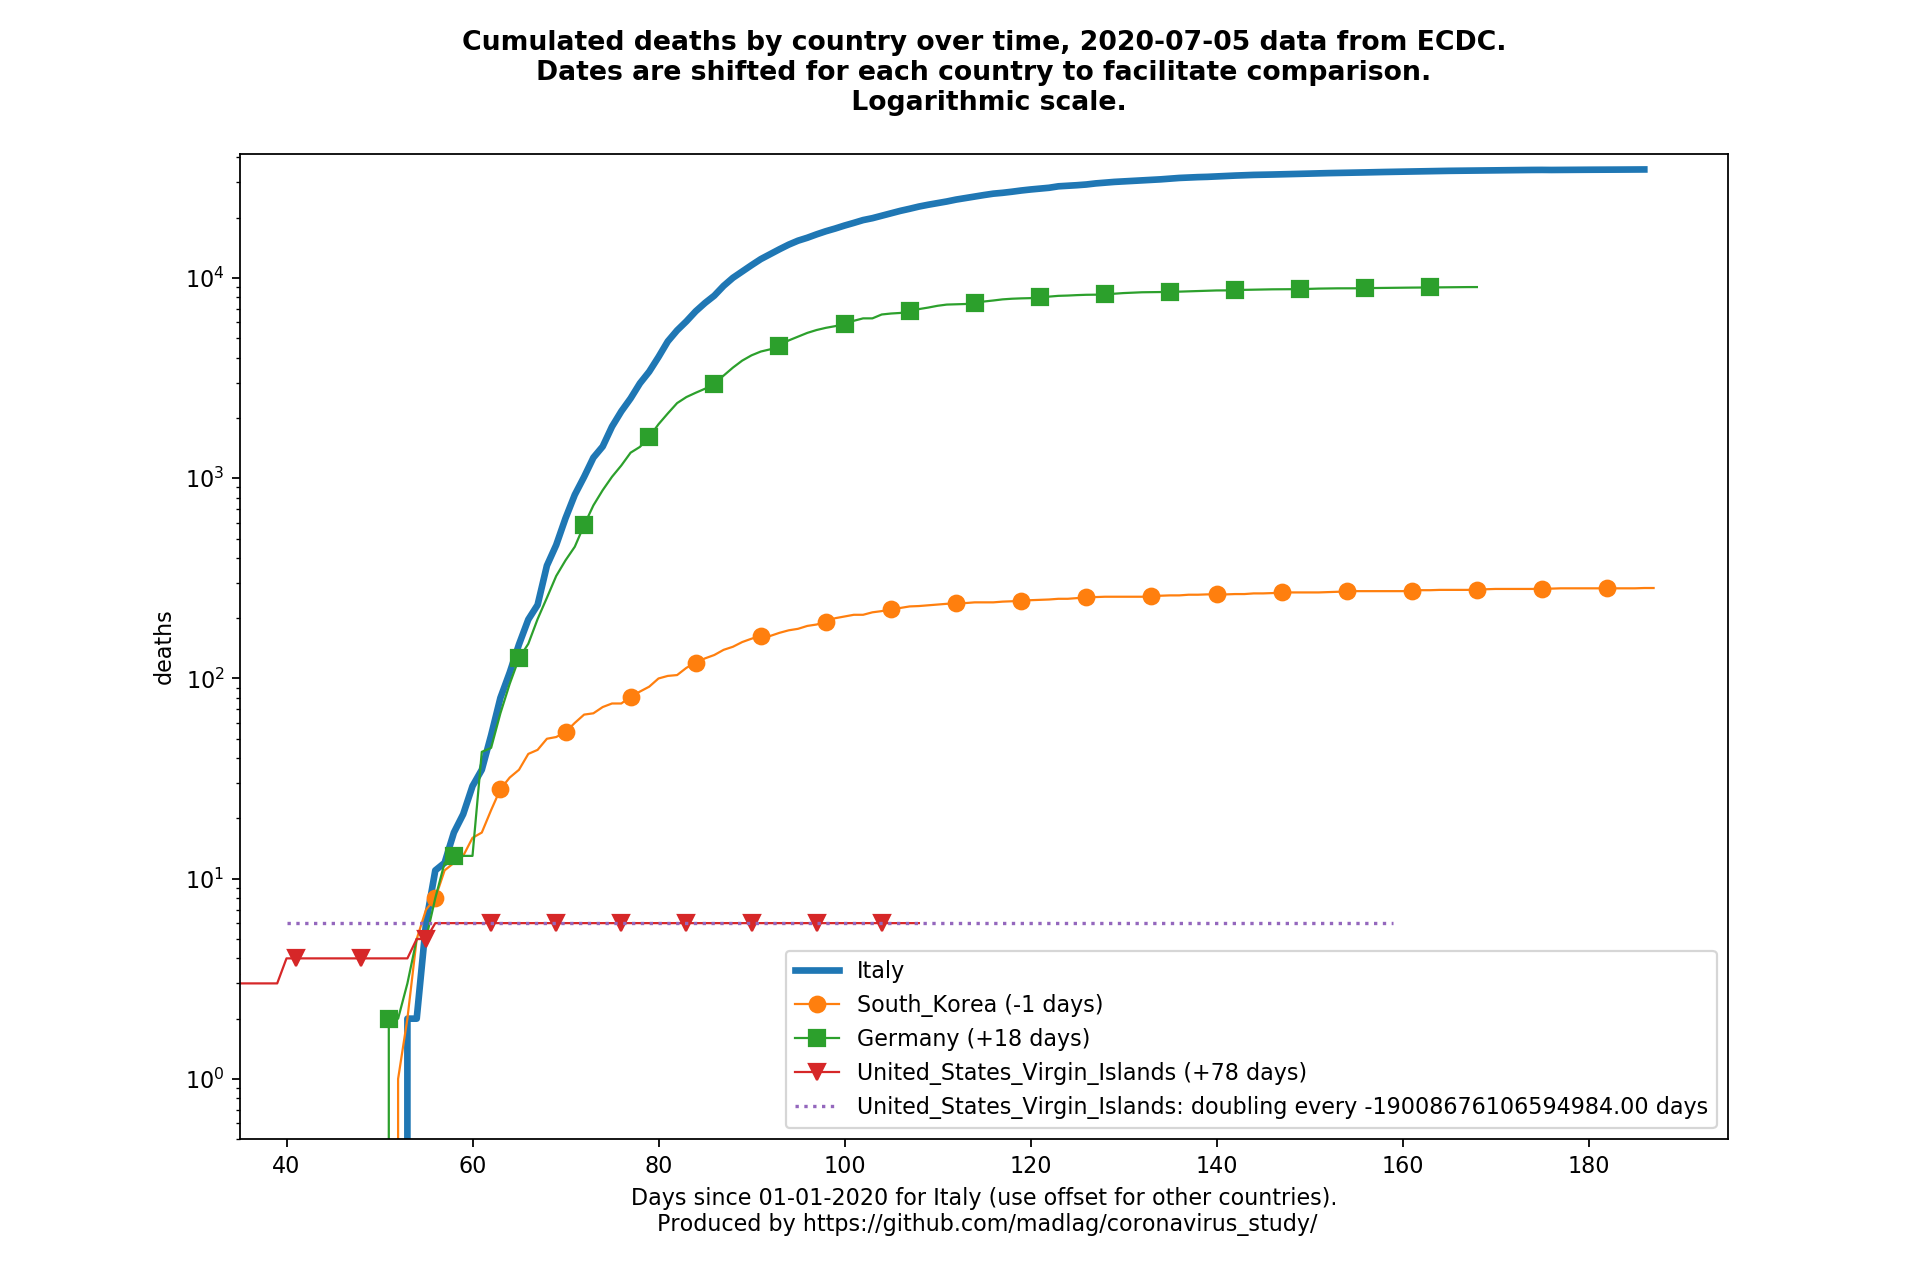 Cumulated deaths by country over time, 2020-07-05 data from ECDC.
Dates are shifted for each country to facilitate comparison.
Logarithmic scale.
deaths
10⁴
10³
10²
10¹
10⁰
Italy
South_Korea (-1 days)
Germany (+18 days)
United_States_Virgin_Islands (+78 days)
United_States_Virgin_Islands: doubling every -19008676106594984.00 days
40 60 80 100 120 140 160 180
Days since 01-01-2020 for Italy (use offset for other countries).
Produced by https://github.com/madlag/coronavirus_study/